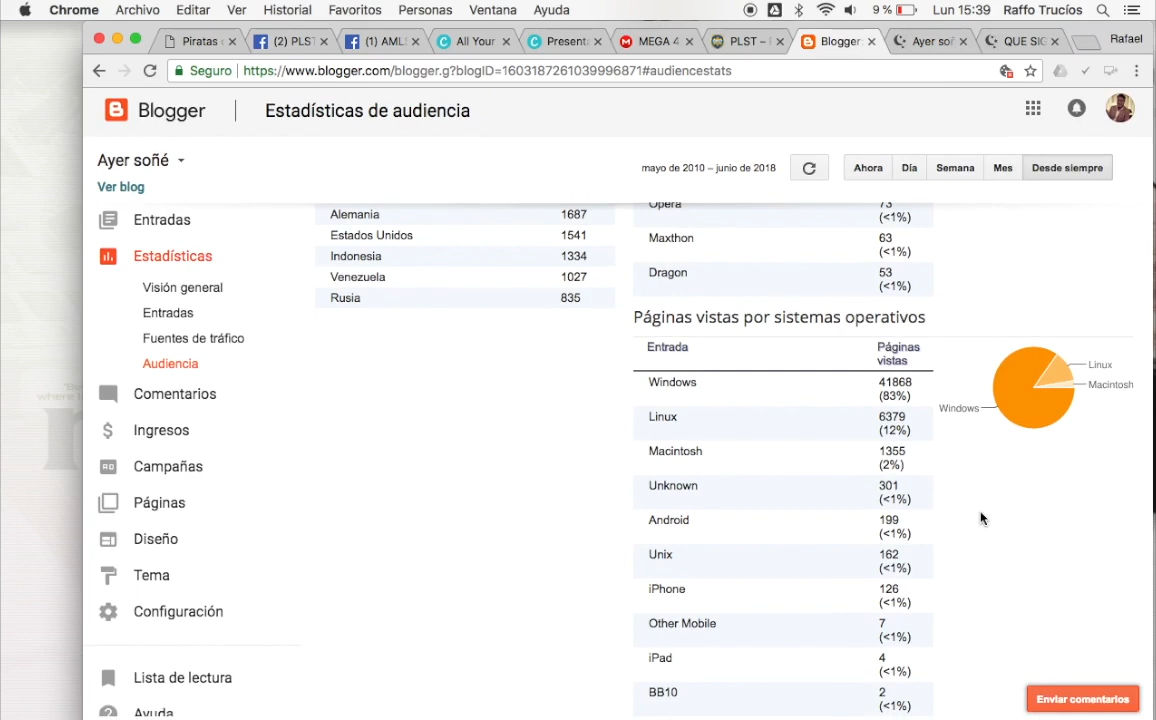 Chrome Archivo Editar Ver Historial Favoritos Personas Ventana Ayuda 9 % Lun 15:39 Raffo Trucíos
Piratas (2) PLST (1) AMLS All Your Present MEGA 4 PLST – Blogger: Ayer soñ QUE SIG Rafael
Seguro https://www.blogger.com/blogger.g?blogID=1603187261039996871#audiencestats
Blogger Estadísticas de audiencia
Ayer soñé mayo de 2010 – junio de 2018 Ahora Día Semana Mes Desde siempre
Ver blog
Entradas
Estadísticas
Visión general
Entradas
Fuentes de tráfico
Audiencia
Comentarios
Ingresos
Campañas
Páginas
Diseño
Tema
Configuración
Lista de lectura
Ayuda
Alemania 1687
Estados Unidos 1541
Indonesia 1334
Venezuela 1027
Rusia 835
Opera 73
(<1%)
Maxthon 63
(<1%)
Dragon 53
(<1%)
Páginas vistas por sistemas operativos
Entrada Páginas
vistas
Windows 41868
(83%)
Linux 6379
(12%)
Macintosh 1355
(2%)
Unknown 301
(<1%)
Android 199
(<1%)
Unix 162
(<1%)
iPhone 126
(<1%)
Other Mobile 7
(<1%)
iPad 4
(<1%)
BB10 2
(<1%)
Linux
Macintosh
Windows
Enviar comentarios